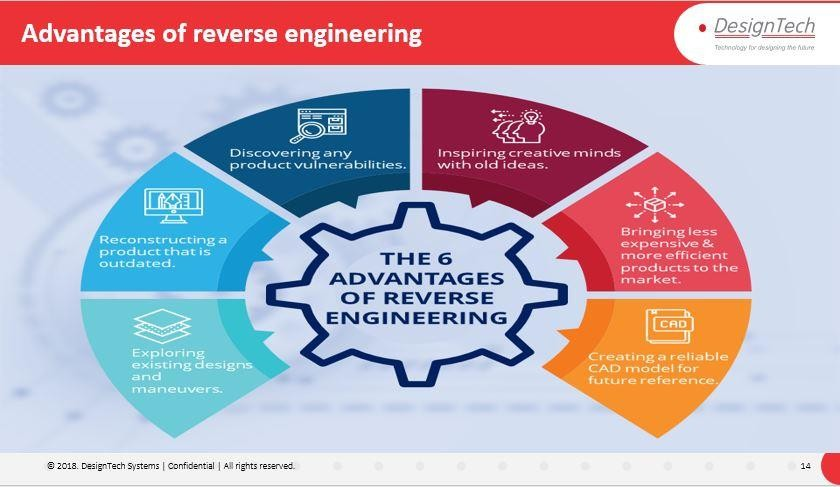 Advantages of reverse engineering
DesignTech
Technology for designing the future
Exploring
existing designs
and
maneuvers.
Reconstructing a
product that is
outdated.
Discovering any
product vulnerabilities.
Inspiring creative minds
with old ideas.
Bringing less
expensive &
more efficient
products to the
market.
CAD
Creating a reliable
CAD model for
future reference.
THE 6
ADVANTAGES
OF REVERSE
ENGINEERING
© 2018. DesignTech Systems | Confidential | All rights reserved.
14